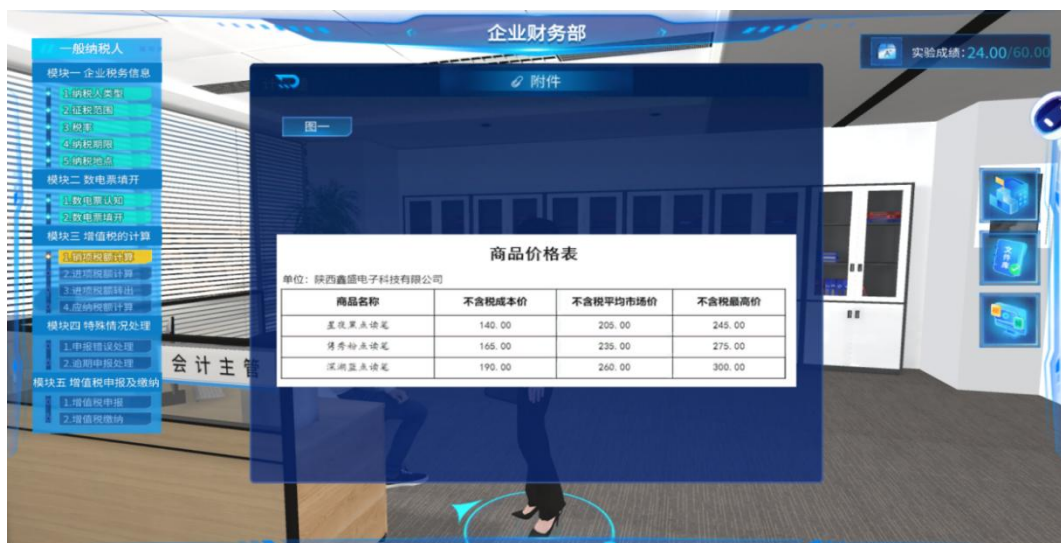 企业财务部
一般纳税人
实验成绩:24.00/60.00
模块一 企业税务信息
1.纳税人类型
2.征税范围
3.税率
4.纳税期限
5.纳税地点
模块二 数电票填开
1.数电票认知
2.数电票填开
模块三 增值税的计算
1.销项税额计算
2.进项税额计算
3.进项税额转出
4.应纳税额计算
模块四 特殊情况处理
1.申报错误处理
2.逾期申报处理
模块五 增值税申报及缴纳
1.增值税申报
2.增值税缴纳
附件
图一
商品价格表
单位：陕西鑫盛电子科技有限公司
商品名称 不含税成本价 不含税平均市场价 不含税最高价
星夜黑点读笔 140.00 205.00 245.00
隽秀粉点读笔 165.00 235.00 275.00
深湖蓝点读笔 190.00 260.00 300.00
会计主管
文件库